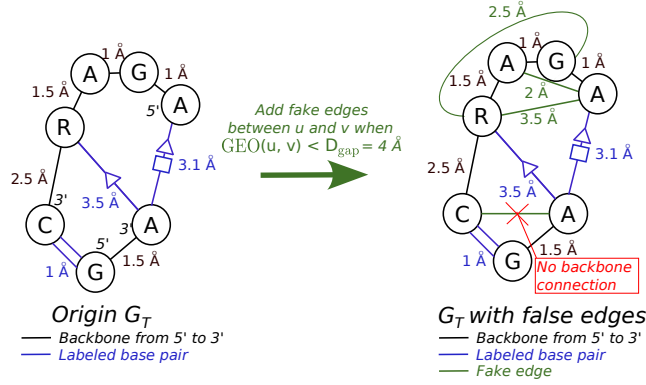 1 Å
A
G
1 Å
1.5 Å
5'
A
R
2.5 Å
3.1 Å
3.5 Å
3'
C
3'
A
5'
1 Å
G
1.5 Å
Origin G_T
Backbone from 5' to 3'
Labeled base pair
Add fake edges
between u and v when
GEO(u, v) < D_gap = 4 Å
2.5 Å
1 Å
A
G
1 Å
1.5 Å
2 Å
A
R
3.5 Å
2.5 Å
3.1 Å
3.5 Å
C
A
1 Å
G
1.5 Å
No backbone
connection
G_T with false edges
Backbone from 5' to 3'
Labeled base pair
Fake edge